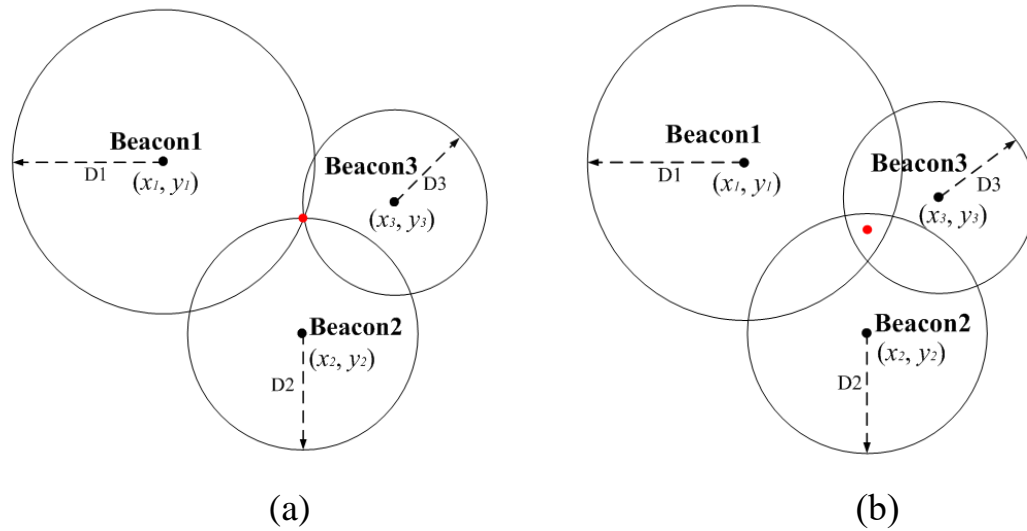 Beacon1
D1
(x1, y1)
Beacon3
D3
(x3, y3)
Beacon2
(x2, y2)
D2
(a)
Beacon1
D1
(x1, y1)
Beacon3
D3
(x3, y3)
Beacon2
(x2, y2)
D2
(b)